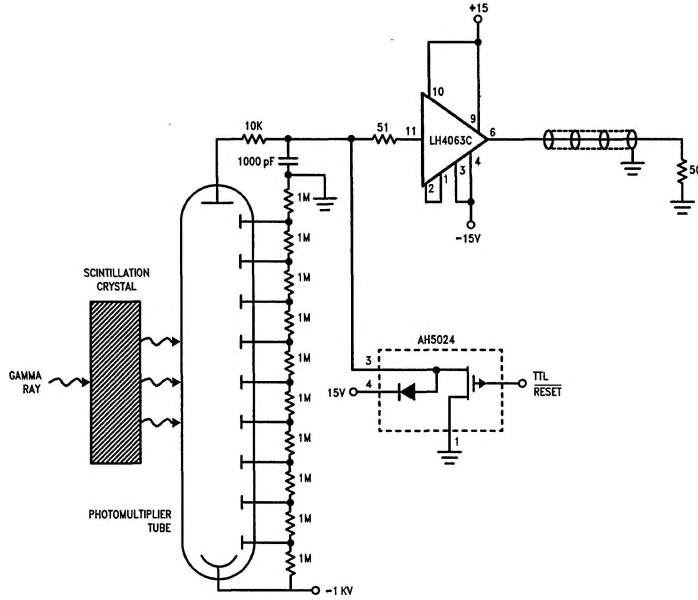 +15
10
9
10K
51
11
LH4063C
6
1000 pF
2
1
3
4
50
1M
-15V
1M
1M
SCINTILLATION
CRYSTAL
1M
AH5024
1M
3
GAMMA
RAY
15V
4
TTL
RESET
1M
1M
1
1M
PHOTOMULTIPLIER
TUBE
1M
1M
-1 KV